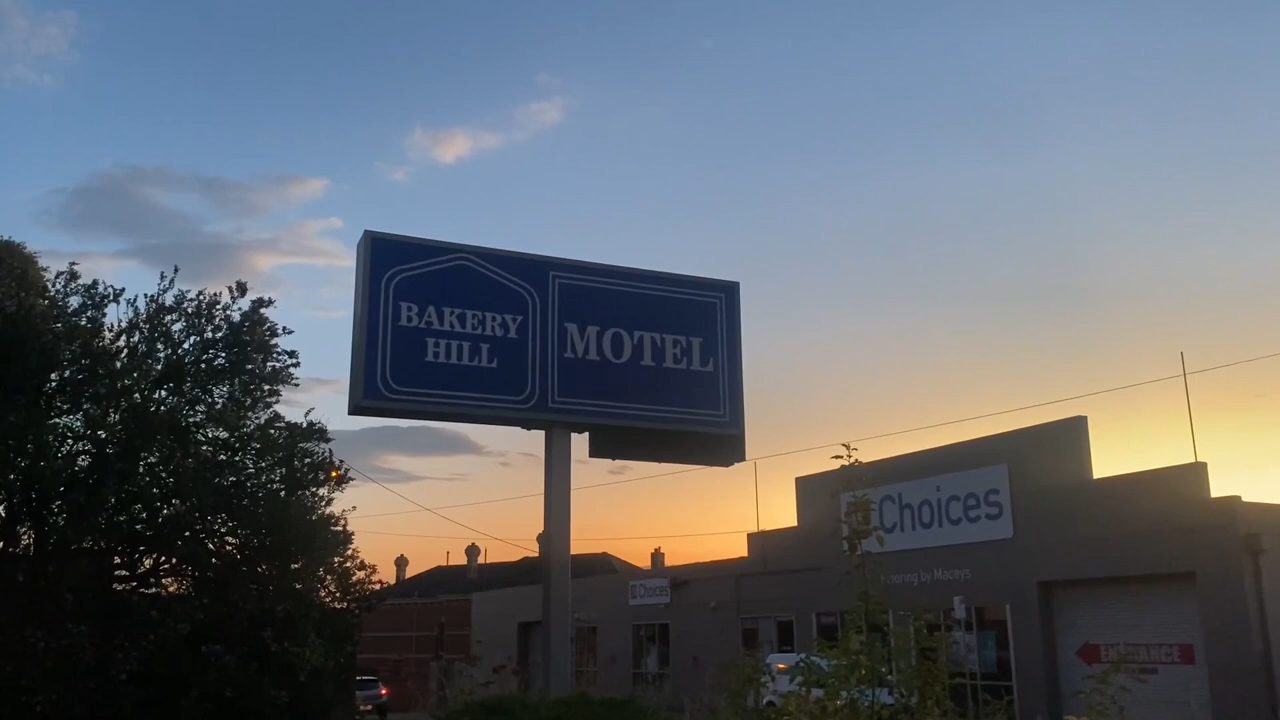 BAKERY
HILL
MOTEL
Choices
Flooring by Maceys
Choices
ENTRANCE